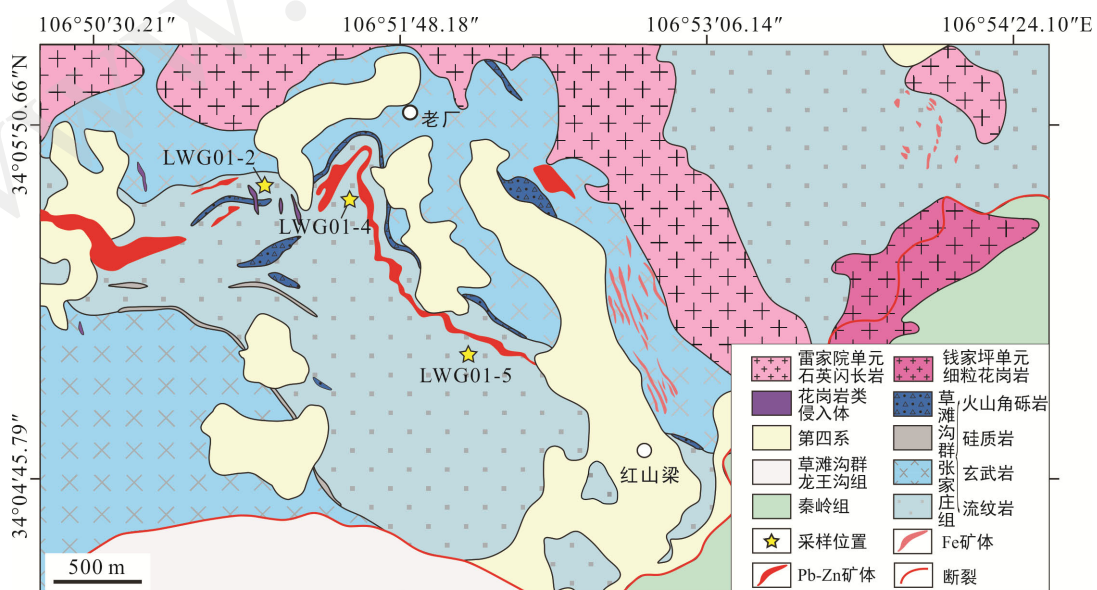 106°50′30.21″
106°51′48.18″
106°53′06.14″
106°54′24.10″E
34°05′50.66″N
34°04′45.79″
老厂
LWG01-2
LWG01-4
LWG01-5
红山梁
500 m
雷家院单元
石英闪长岩
钱家坪单元
细粒花岗岩
花岗岩类
侵入体
第四系
草滩沟群
龙王沟组
秦岭组
采样位置
Pb-Zn矿体
草滩沟群张家庄组
火山角砾岩
硅质岩
玄武岩
流纹岩
Fe矿体
断裂